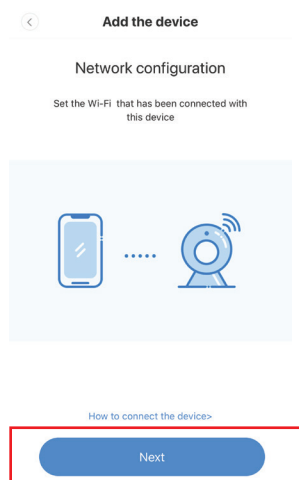 Add the device
Network configuration
Set the Wi-Fi that has been connected with
this device
How to connect the device>
Next